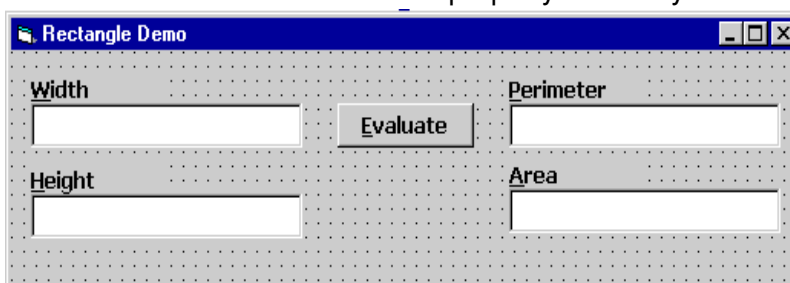 Rectangle Demo
Width
Perimeter
Evaluate
Height
Area